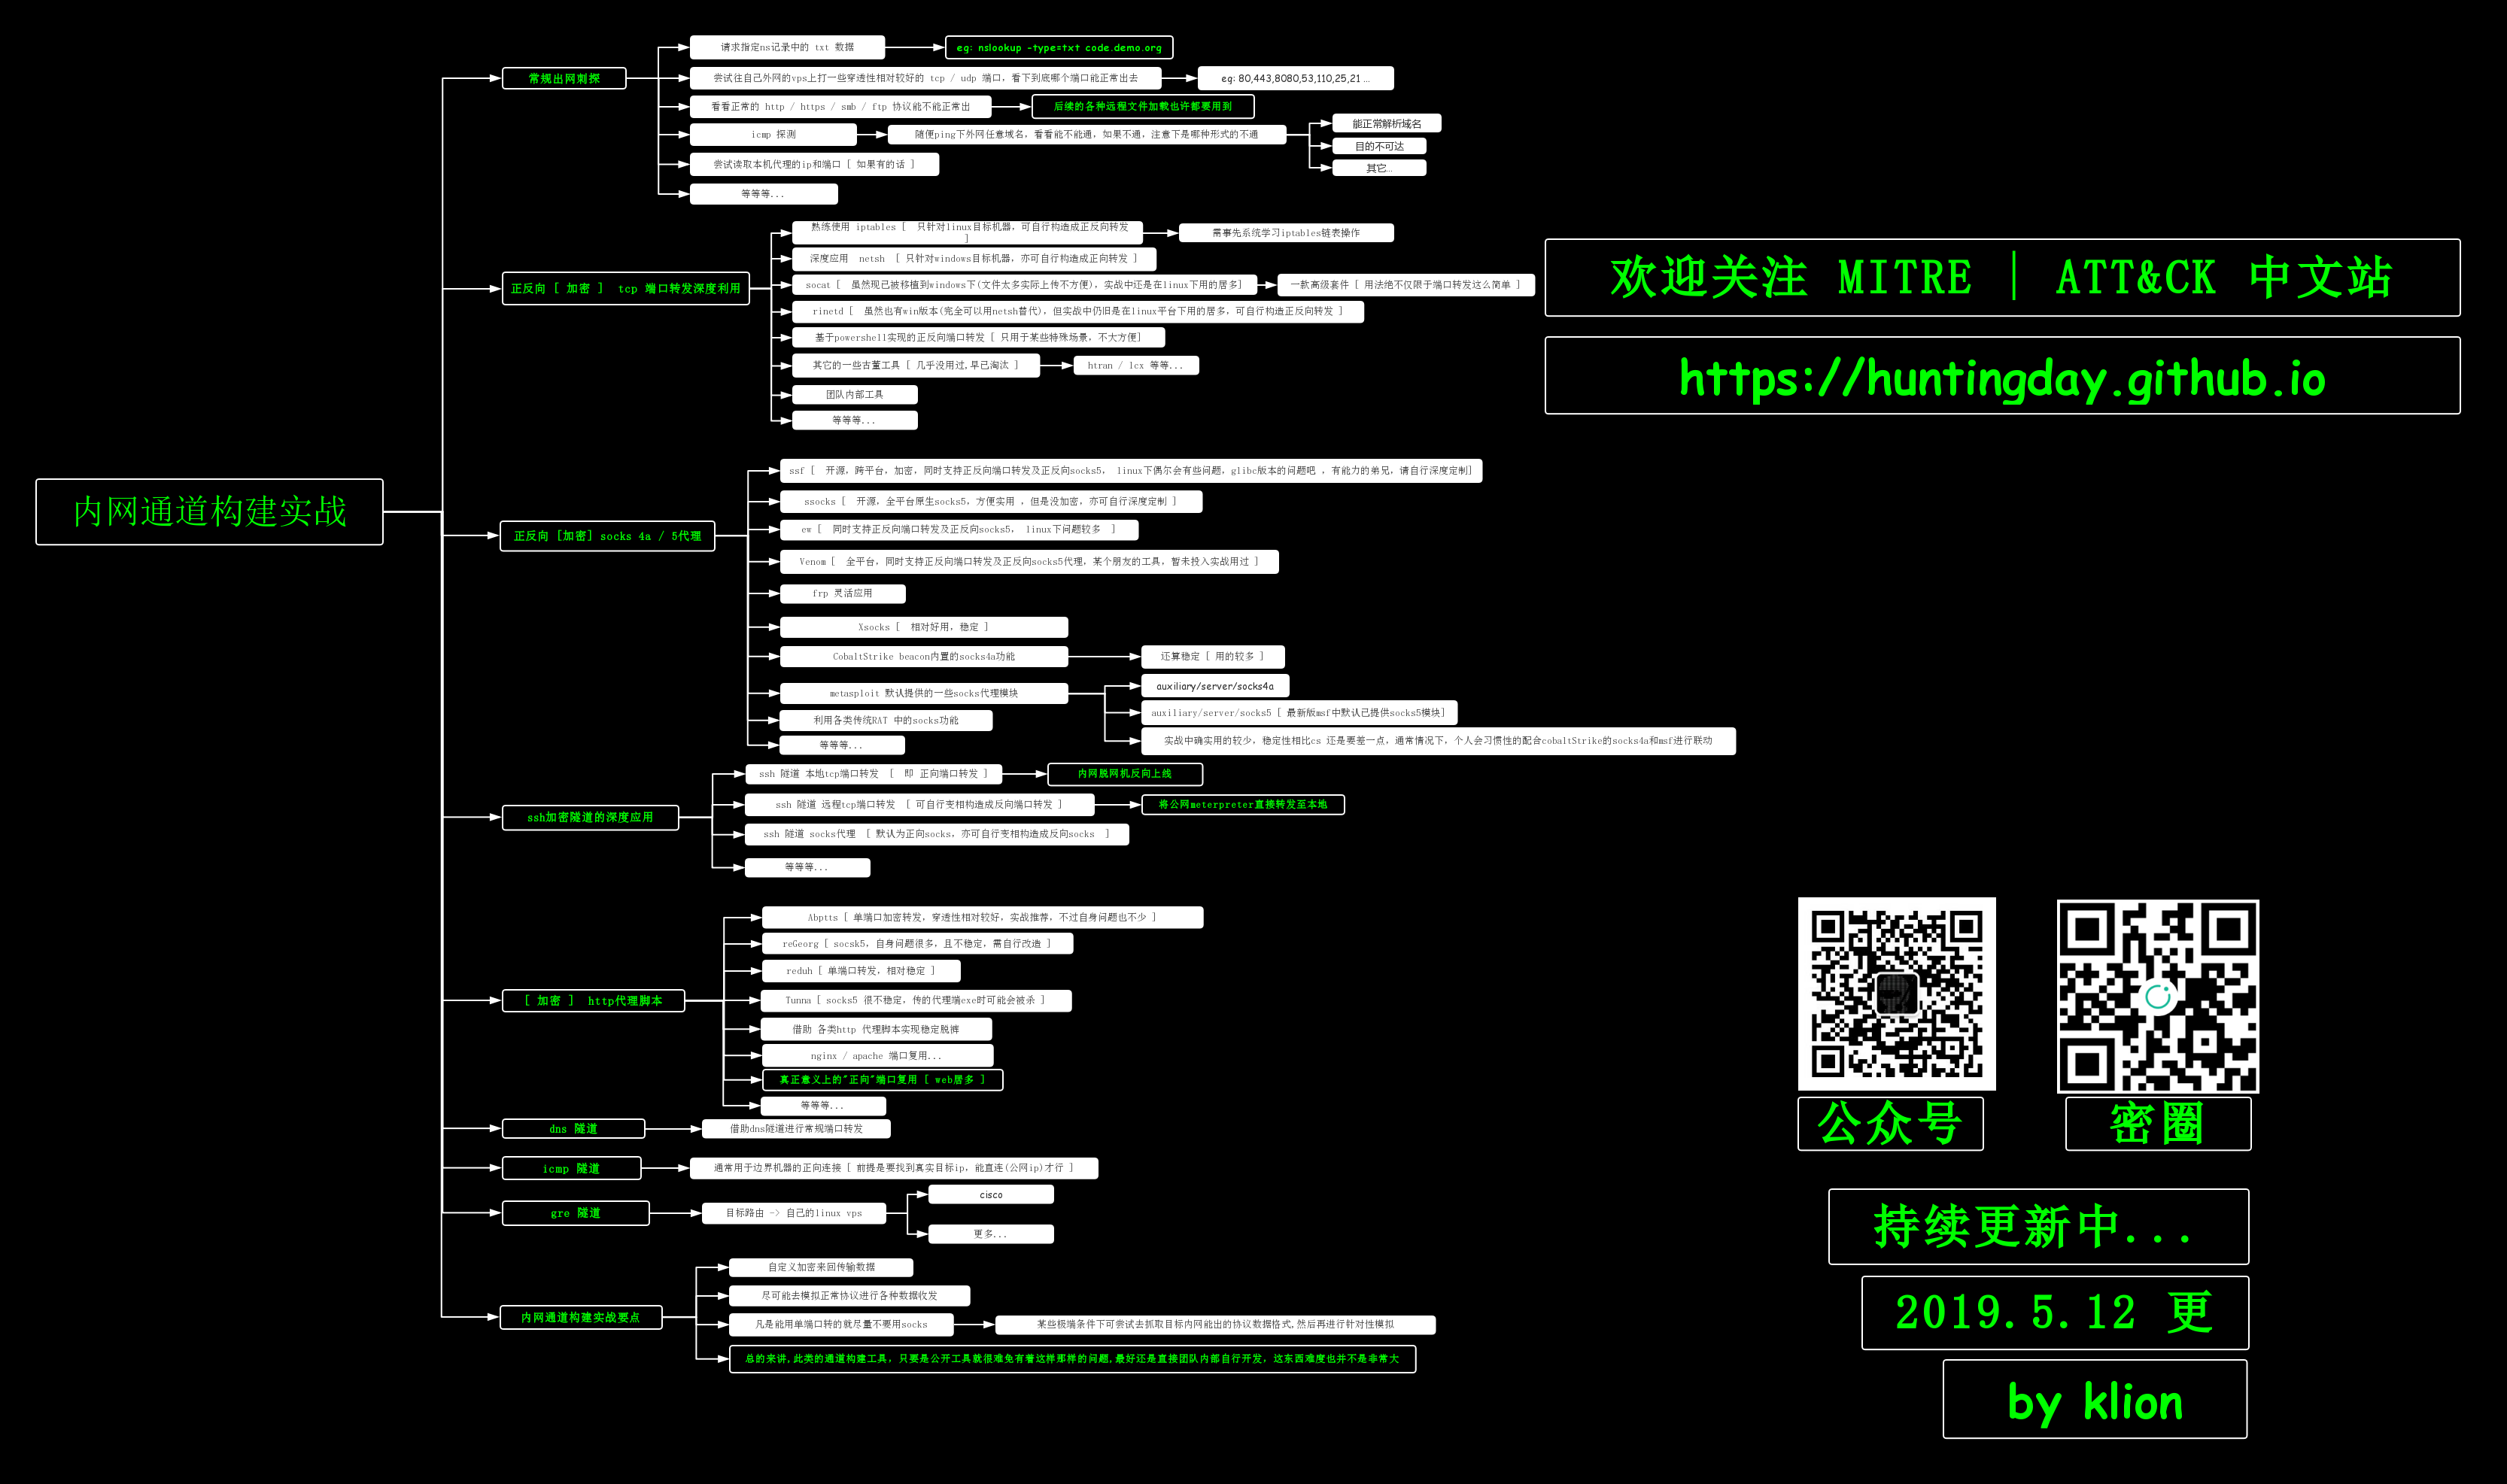 内网通道构建实战
常规出网刺探
请求指定ns记录中的 txt 数据
eg: nslookup -type=txt code.demo.org
尝试往自己外网的vps上打一些穿透性相对较好的 tcp / udp 端口，看下到底哪个端口能正常出去
eg: 80,443,8080,53,110,25,21 ...
看看正常的 http / https / smb / ftp 协议能不能正常出
后续的各种远程文件加载也许都要用到
icmp 探测
随便ping下外网任意域名，看看能不能通，如果不通，注意下是哪种形式的不通
能正常解析域名
目的不可达
其它...
尝试读取本机代理的ip和端口 [ 如果有的话 ]
等等等...
正反向 [ 加密 ] tcp 端口转发深度利用
熟练使用 iptables [ 只针对linux目标机器，可自行构造成正反向转发
]
需事先系统学习iptables链表操作
深度应用 netsh [ 只针对windows目标机器，亦可自行构造成正向转发 ]
socat [ 虽然现已被移植到windows下(文件太多实际上传不方便)，实战中还是在linux下用的居多]
一款高级套件 [ 用法绝不仅限于端口转发这么简单 ]
rinetd [ 虽然也有win版本(完全可以用netsh替代)，但实战中仍旧是在linux平台下用的居多，可自行构造正反向转发 ]
基于powershell实现的正反向端口转发 [ 只用于某些特殊场景，不大方便]
其它的一些古董工具 [ 几乎没用过,早已淘汰 ]
htran / lcx 等等...
团队内部工具
等等等...
正反向 [加密] socks 4a / 5代理
ssf [ 开源，跨平台，加密，同时支持正反向端口转发及正反向socks5， linux下偶尔会有些问题，glibc版本的问题吧 ，有能力的弟兄，请自行深度定制]
ssocks [ 开源，全平台原生socks5，方便实用 ，但是没加密，亦可自行深度定制 ]
ew [ 同时支持正反向端口转发及正反向socks5， linux下问题较多 ]
Venom [ 全平台，同时支持正反向端口转发及正反向socks5代理，某个朋友的工具，暂未投入实战用过 ]
frp 灵活应用
Xsocks [ 相对好用，稳定 ]
CobaltStrike beacon内置的socks4a功能
还算稳定 [ 用的较多 ]
metasploit 默认提供的一些socks代理模块
auxiliary/server/socks4a
auxiliary/server/socks5 [ 最新版msf中默认已提供socks5模块]
实战中确实用的较少，稳定性相比cs 还是要差一点，通常情况下，个人会习惯性的配合cobaltStrike的socks4a和msf进行联动
利用各类传统RAT 中的socks功能
等等等...
ssh加密隧道的深度应用
ssh 隧道 本地tcp端口转发 [ 即 正向端口转发 ]
内网脱网机反向上线
ssh 隧道 远程tcp端口转发 [ 可自行变相构造成反向端口转发 ]
将公网meterpreter直接转发至本地
ssh 隧道 socks代理 [ 默认为正向socks，亦可自行变相构造成反向socks ]
等等等...
[ 加密 ] http代理脚本
Abptts [ 单端口加密转发，穿透性相对较好，实战推荐，不过自身问题也不少 ]
reGeorg [ socsk5，自身问题很多，且不稳定，需自行改造 ]
reduh [ 单端口转发，相对稳定 ]
Tunna [ socks5 很不稳定，传的代理端exe时可能会被杀 ]
借助 各类http 代理脚本实现稳定脱裤
nginx / apache 端口复用...
真正意义上的"正向"端口复用 [ web居多 ]
等等等...
dns 隧道
借助dns隧道进行常规端口转发
icmp 隧道
通常用于边界机器的正向连接 [ 前提是要找到真实目标ip，能直连(公网ip)才行 ]
gre 隧道
目标路由 -> 自己的linux vps
cisco
更多...
内网通道构建实战要点
自定义加密来回传输数据
尽可能去模拟正常协议进行各种数据收发
凡是能用单端口转的就尽量不要用socks
某些极端条件下可尝试去抓取目标内网能出的协议数据格式,然后再进行针对性模拟
总的来讲,此类的通道构建工具，只要是公开工具就很难免有着这样那样的问题,最好还是直接团队内部自行开发，这东西难度也并不是非常大
欢迎关注 MITRE | ATT&CK 中文站
https://huntingday.github.io
公众号
密圈
持续更新中...
2019.5.12 更
by klion